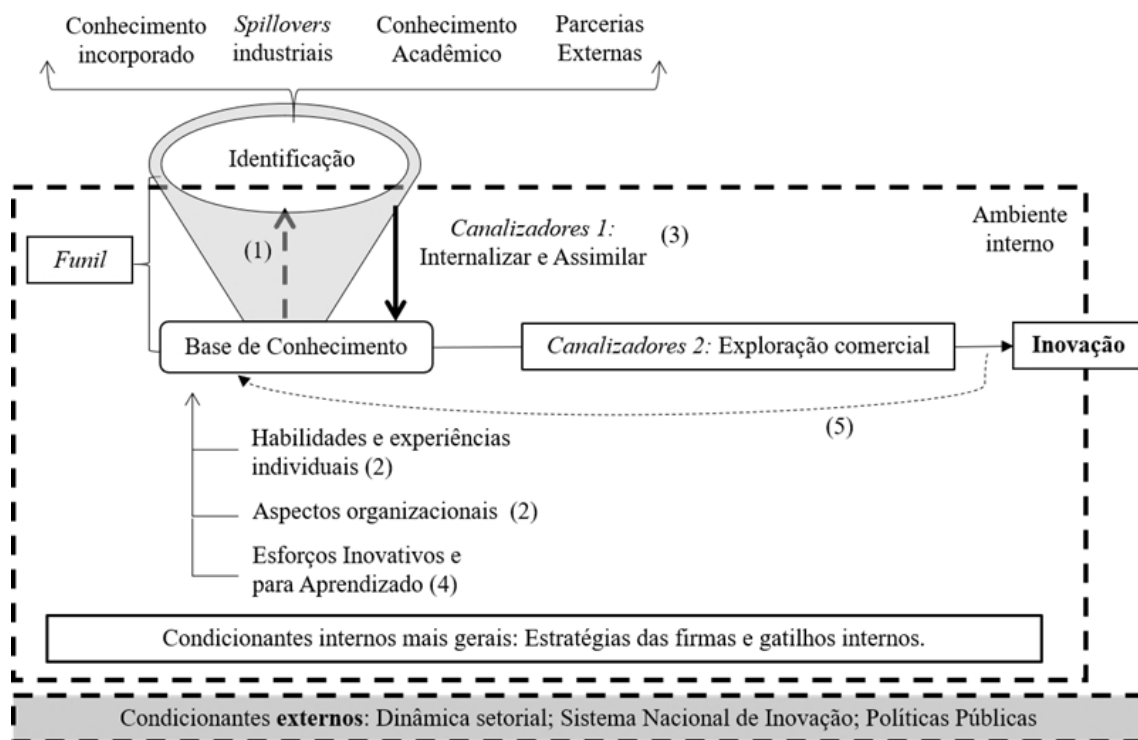 Conhecimento
incorporado
Spillovers
industriais
Conhecimento
Acadêmico
Parcerias
Externas
Identificação
Ambiente
interno
Funil
(1)
Canalizadores 1:
Internalizar e Assimilar
(3)
Base de Conhecimento
Canalizadores 2: Exploração comercial
Inovação
(5)
Habilidades e experiências
individuais (2)
Aspectos organizacionais (2)
Esforços Inovativos e
para Aprendizado (4)
Condicionantes internos mais gerais: Estratégias das firmas e gatilhos internos.
Condicionantes externos: Dinâmica setorial; Sistema Nacional de Inovação; Políticas Públicas